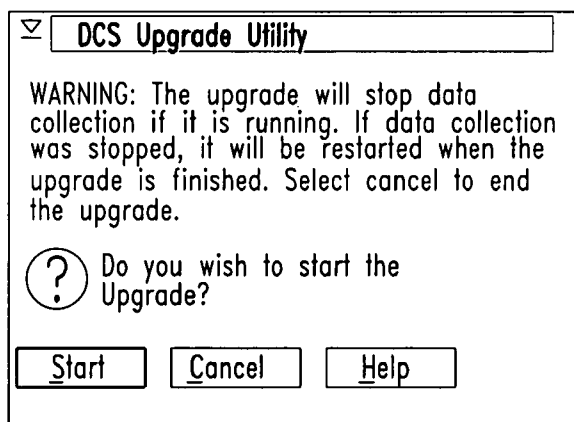 DCS Upgrade Utility
WARNING: The upgrade will stop data
collection if it is running. If data collection
was stopped, it will be restarted when the
upgrade is finished. Select cancel to end
the upgrade.
? Do you wish to start the
Upgrade?
Start Cancel Help